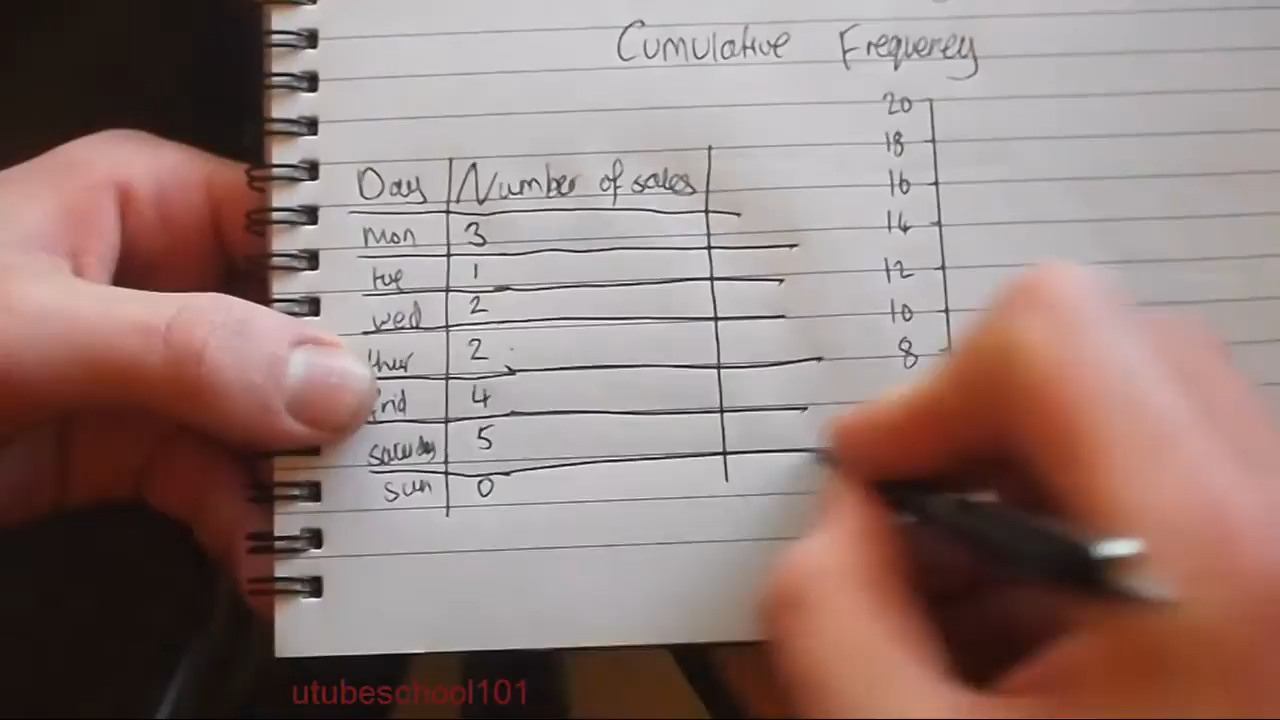 Cumulative Frequency
Day Number of sales
Mon 3
tue 1
wed 2
thur 2
frid 4
saturday 5
sun 0
20
18
16
14
12
10
8
utubeschool101